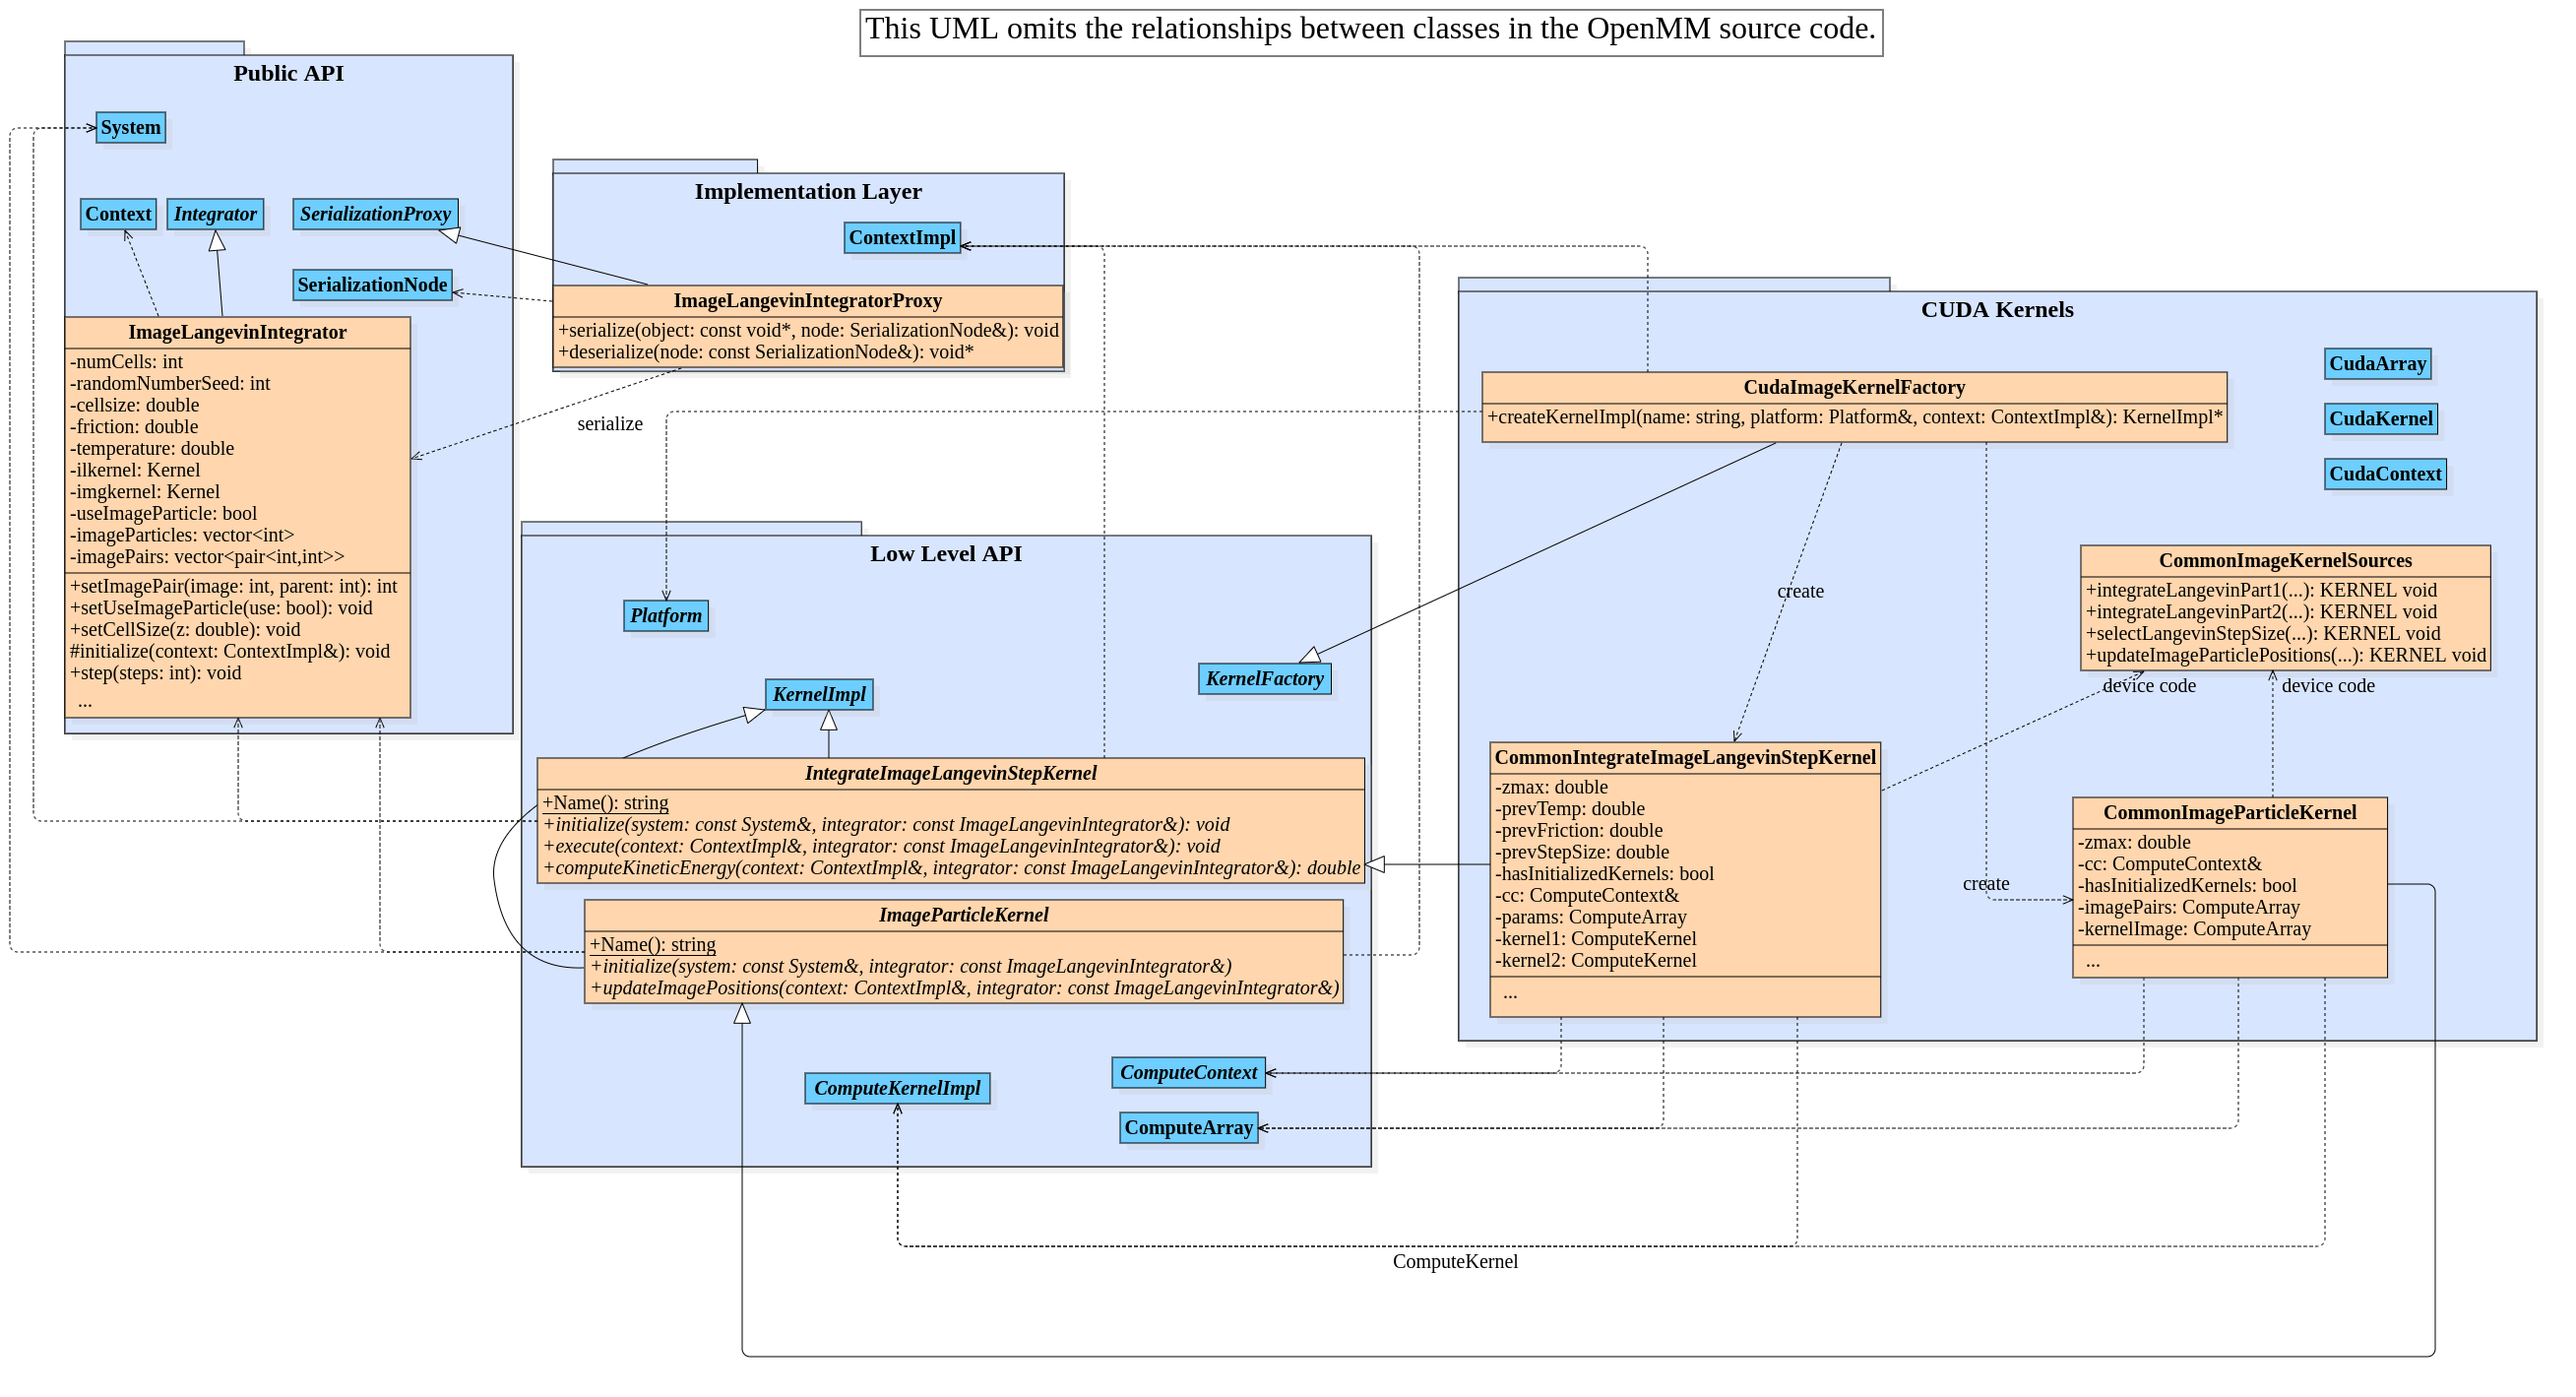 This UML omits the relationships between classes in the OpenMM source code.
Public API
System
Context
Integrator
SerializationProxy
SerializationNode
ImageLangevinIntegrator
-numCells: int
-randomNumberSeed: int
-cellsize: double
-friction: double
-temperature: double
-ilkernel: Kernel
-imgkernel: Kernel
-useImageParticle: bool
-imageParticles: vector<int>
-imagePairs: vector<pair<int,int>>
+setImagePair(image: int, parent: int): int
+setUseImageParticle(use: bool): void
+setCellSize(z: double): void
#initialize(context: ContextImpl&): void
+step(steps: int): void
...
Implementation Layer
ContextImpl
ImageLangevinIntegratorProxy
+serialize(object: const void*, node: SerializationNode&): void
+deserialize(node: const SerializationNode&): void*
serialize
Low Level API
Platform
KernelImpl
KernelFactory
IntegrateImageLangevinStepKernel
+Name(): string
+initialize(system: const System&, integrator: const ImageLangevinIntegrator&): void
+execute(context: ContextImpl&, integrator: const ImageLangevinIntegrator&): void
+computeKineticEnergy(context: ContextImpl&, integrator: const ImageLangevinIntegrator&): double
ImageParticleKernel
+Name(): string
+initialize(system: const System&, integrator: const ImageLangevinIntegrator&)
+updateImagePositions(context: ContextImpl&, integrator: const ImageLangevinIntegrator&)
ComputeKernelImpl
ComputeContext
ComputeArray
CUDA Kernels
CudaArray
CudaKernel
CudaContext
CudaImageKernelFactory
+createKernelImpl(name: string, platform: Platform&, context: ContextImpl&): KernelImpl*
create
CommonImageKernelSources
+integrateLangevinPart1(...): KERNEL void
+integrateLangevinPart2(...): KERNEL void
+selectLangevinStepSize(...): KERNEL void
+updateImageParticlePositions(...): KERNEL void
device code
device code
CommonIntegrateImageLangevinStepKernel
-zmax: double
-prevTemp: double
-prevFriction: double
-prevStepSize: double
-hasInitializedKernels: bool
-cc: ComputeContext&
-params: ComputeArray
-kernel1: ComputeKernel
-kernel2: ComputeKernel
...
create
CommonImageParticleKernel
-zmax: double
-cc: ComputeContext&
-hasInitializedKernels: bool
-imagePairs: ComputeArray
-kernelImage: ComputeArray
...
ComputeKernel